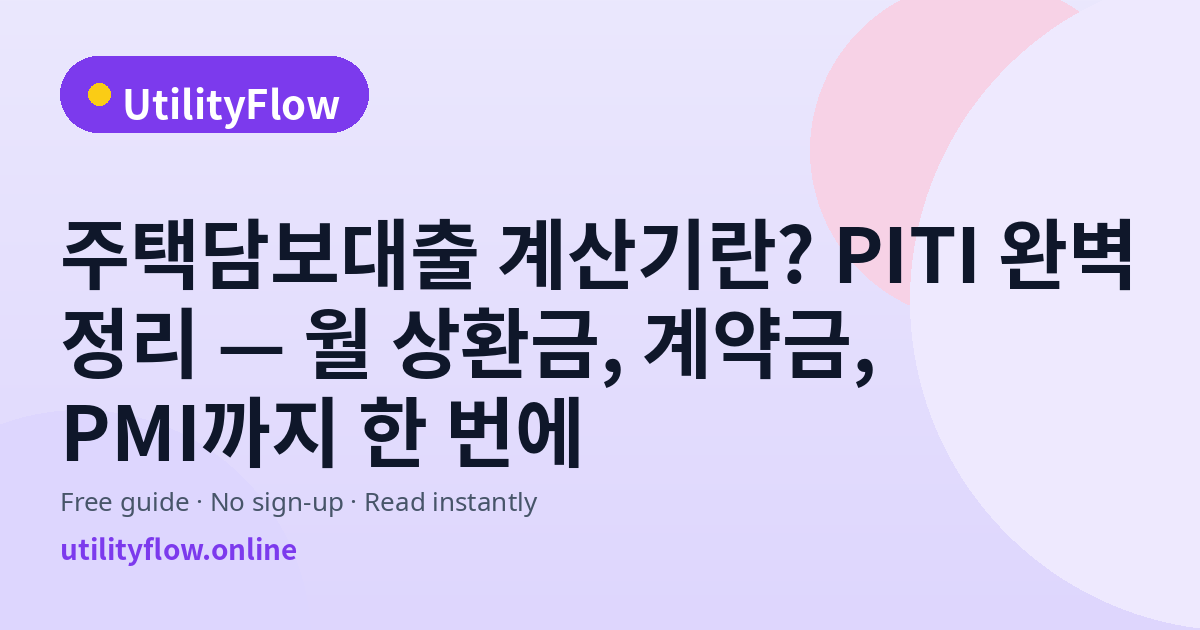 UtilityFlow
주택담보대출 계산기란? PITI 완벽
정리 — 월 상환금, 계약금,
PMI까지 한 번에
Free guide · No sign-up · Read instantly
utilityflow.online